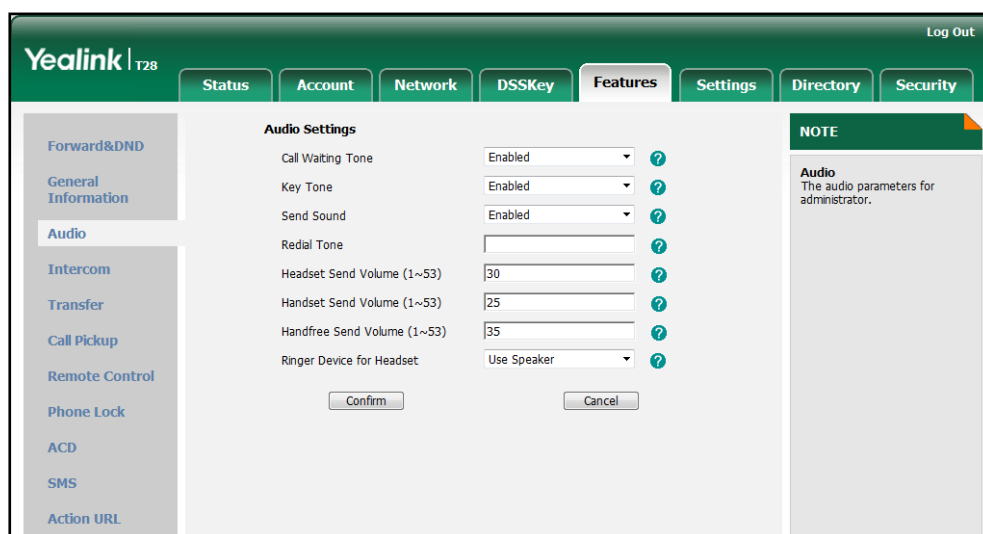 Log Out
Yealink T28
Status Account Network DSSKey Features Settings Directory Security
Forward&DND
General
Information
Audio
Intercom
Transfer
Call Pickup
Remote Control
Phone Lock
ACD
SMS
Action URL
Audio Settings
Call Waiting Tone Enabled ?
Key Tone Enabled ?
Send Sound Enabled ?
Redial Tone ?
Headset Send Volume (1~53) 30 ?
Handset Send Volume (1~53) 25 ?
Handfree Send Volume (1~53) 35 ?
Ringer Device for Headset Use Speaker ?
Confirm Cancel
NOTE
Audio
The audio parameters for
administrator.